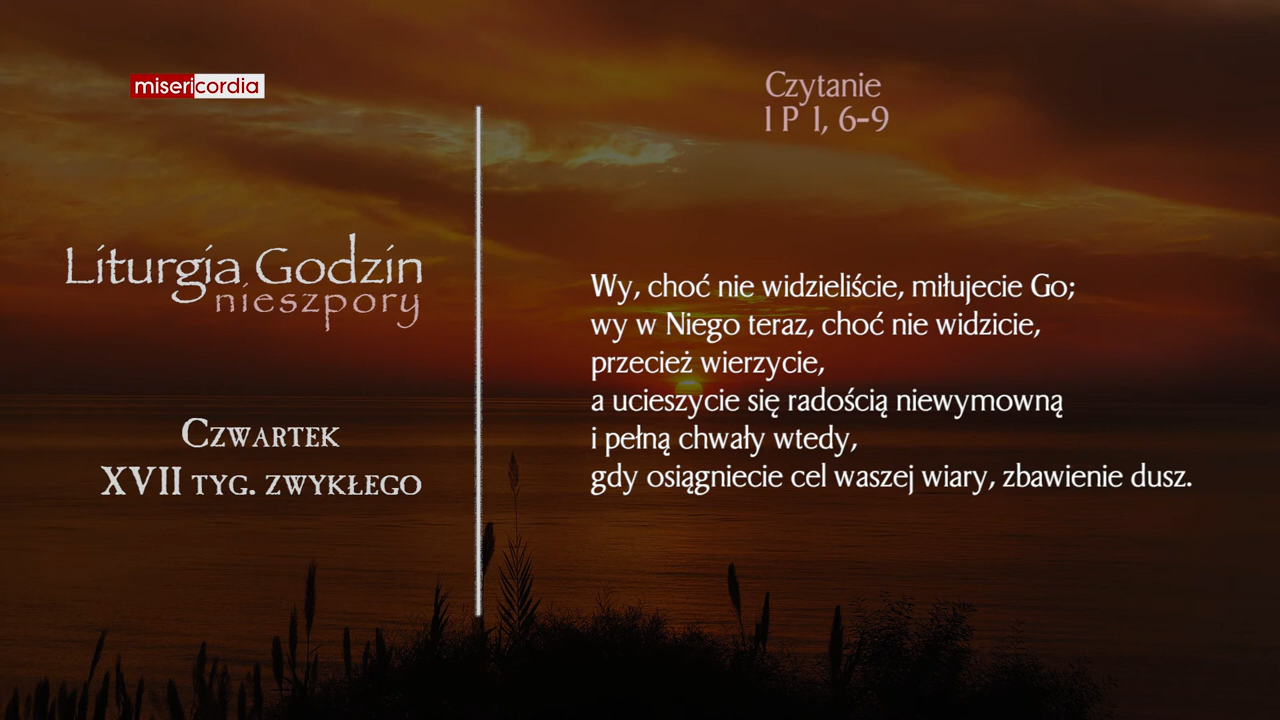 misericordia
Czytanie
1 P 1, 6-9
Liturgia Godzin
nieszpory
Czwartek
XVII tyg. zwykłego
Wy, choć nie widzieliście, miłujecie Go;
wy w Niego teraz, choć nie widzicie,
przecież wierzycie,
a ucieszycie się radością niewymowną
i pełną chwały wtedy,
gdy osiągniecie cel waszej wiary, zbawienie dusz.